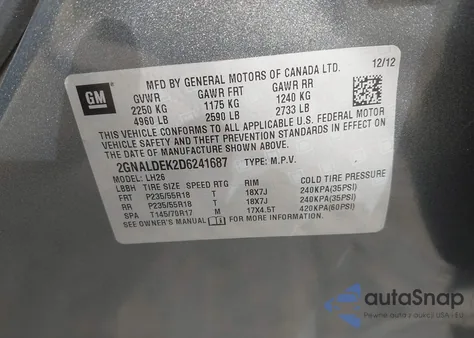 GM
MFD BY GENERAL MOTORS OF CANADA LTD. 12/12
GVWR GAWR FRT GAWR RR
2250 KG 1175 KG 1240 KG
4960 LB 2590 LB 2733 LB
THIS VEHICLE CONFORMS TO ALL APPLICABLE U.S. FEDERAL MOTOR
VEHICLE SAFETY, AND THEFT PREVENTION STANDARDS IN EFFECT
ON THE DATE OF MANUFACTURE SHOWN ABOVE.
2GNALDEK2D6241687 TYPE: M.P.V.
MODEL: LH26
LBBH TIRE SIZE SPEED RTG RIM COLD TIRE PRESSURE
FRT P235/55R18 T 18X7J 240KPA(35PSI)
RR P235/55R18 T 18X7J 240KPA(35PSI)
SPA T145/70R17 M 17X4.5T 420KPA(60PSI)
SEE OWNER'S MANUAL
autoSnap